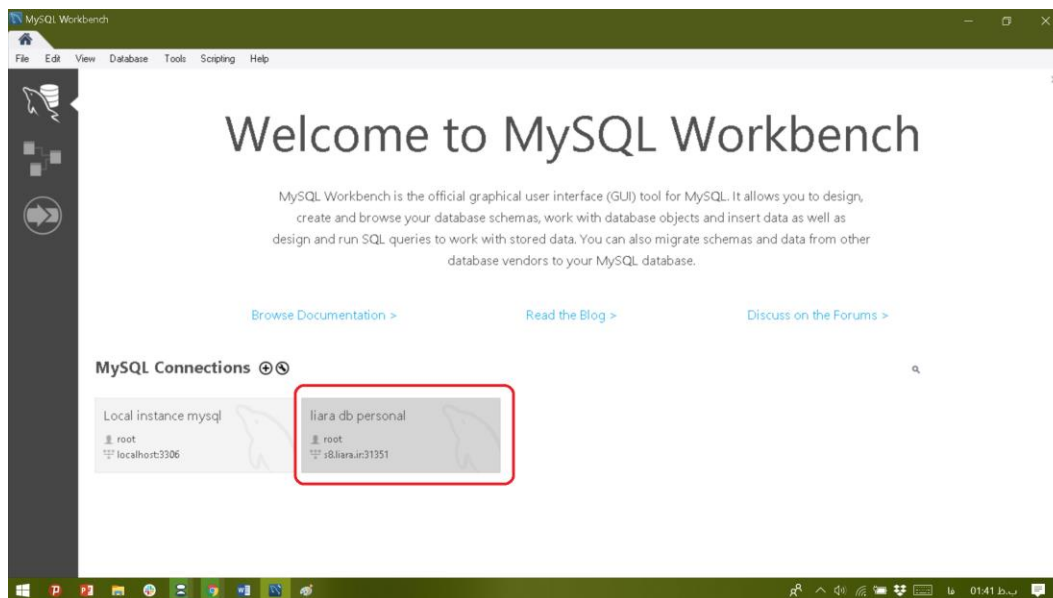 MySQL Workbench
File Edit View Database Tools Scripting Help
Welcome to MySQL Workbench
MySQL Workbench is the official graphical user interface (GUI) tool for MySQL. It allows you to design,
create and browse your database schemas, work with database objects and insert data as well as
design and run SQL queries to work with stored data. You can also migrate schemas and data from other
database vendors to your MySQL database.
Browse Documentation > Read the Blog > Discuss on the Forums >
MySQL Connections
Local instance mysql
root
localhost:3306
liara db personal
root
s8.liara.ir:31351
فا 01:41 ب.ظ